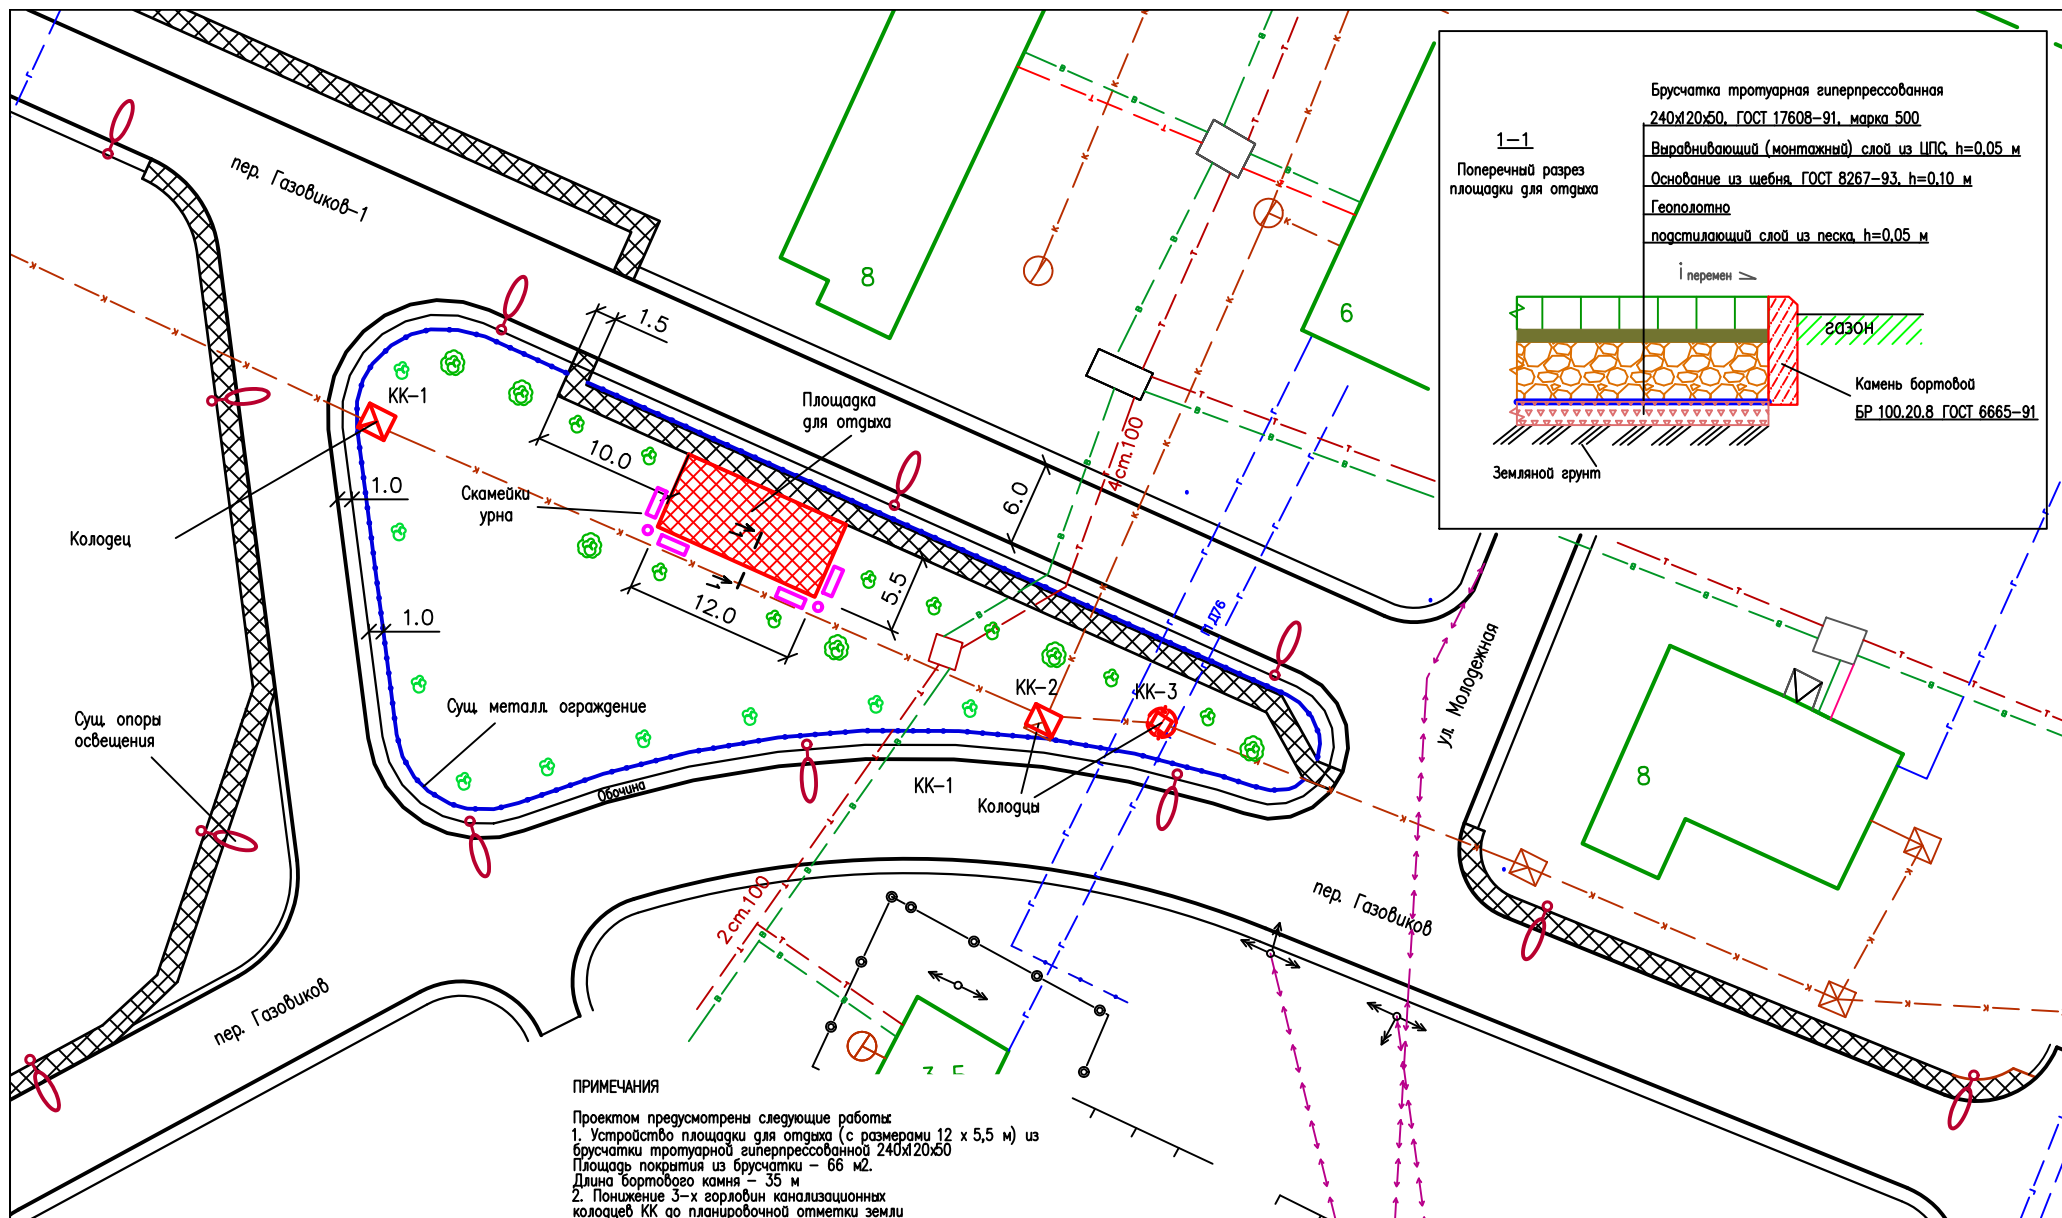 пер. Газовиков-1
8
6
1-1
Поперечный разрез
площадки для отдыха
Брусчатка тротуарная гиперпрессованная
240х120х50, ГОСТ 17608-91, марка 500
Выравнивающий (монтажный) слой из ЦПС, h=0,05 м
Основание из щебня, ГОСТ 8267-93, h=0,10 м
Геополотно
подстилающий слой из песка, h=0,05 м
i перемен
газон
Камень бортовой
БР 100.20.8 ГОСТ 6665-91
Земляной грунт
1.5
КК-1
Площадка
для отдыха
10.0
4ст.100
6.0
1.0
Скамейки
урна
Колодец
12.0
5.5
1.0
КК-2
КК-3
ул. Молодежная
Сущ. металл. ограждение
Сущ. опоры
освещения
8
Обочина
КК-1
Колодцы
2ст.100
пер. Газовиков
пер. Газовиков
ПРИМЕЧАНИЯ
Проектом предусмотрены следующие работы:
1. Устройство площадки для отдыха (с размерами 12 х 5,5 м) из
брусчатки тротуарной гиперпрессованной 240х120х50
Площадь покрытия из брусчатки - 66 м2.
Длина бортового камня - 35 м
2. Понижение 3-х горловин канализационных
колодцев КК до планировочной отметки земли